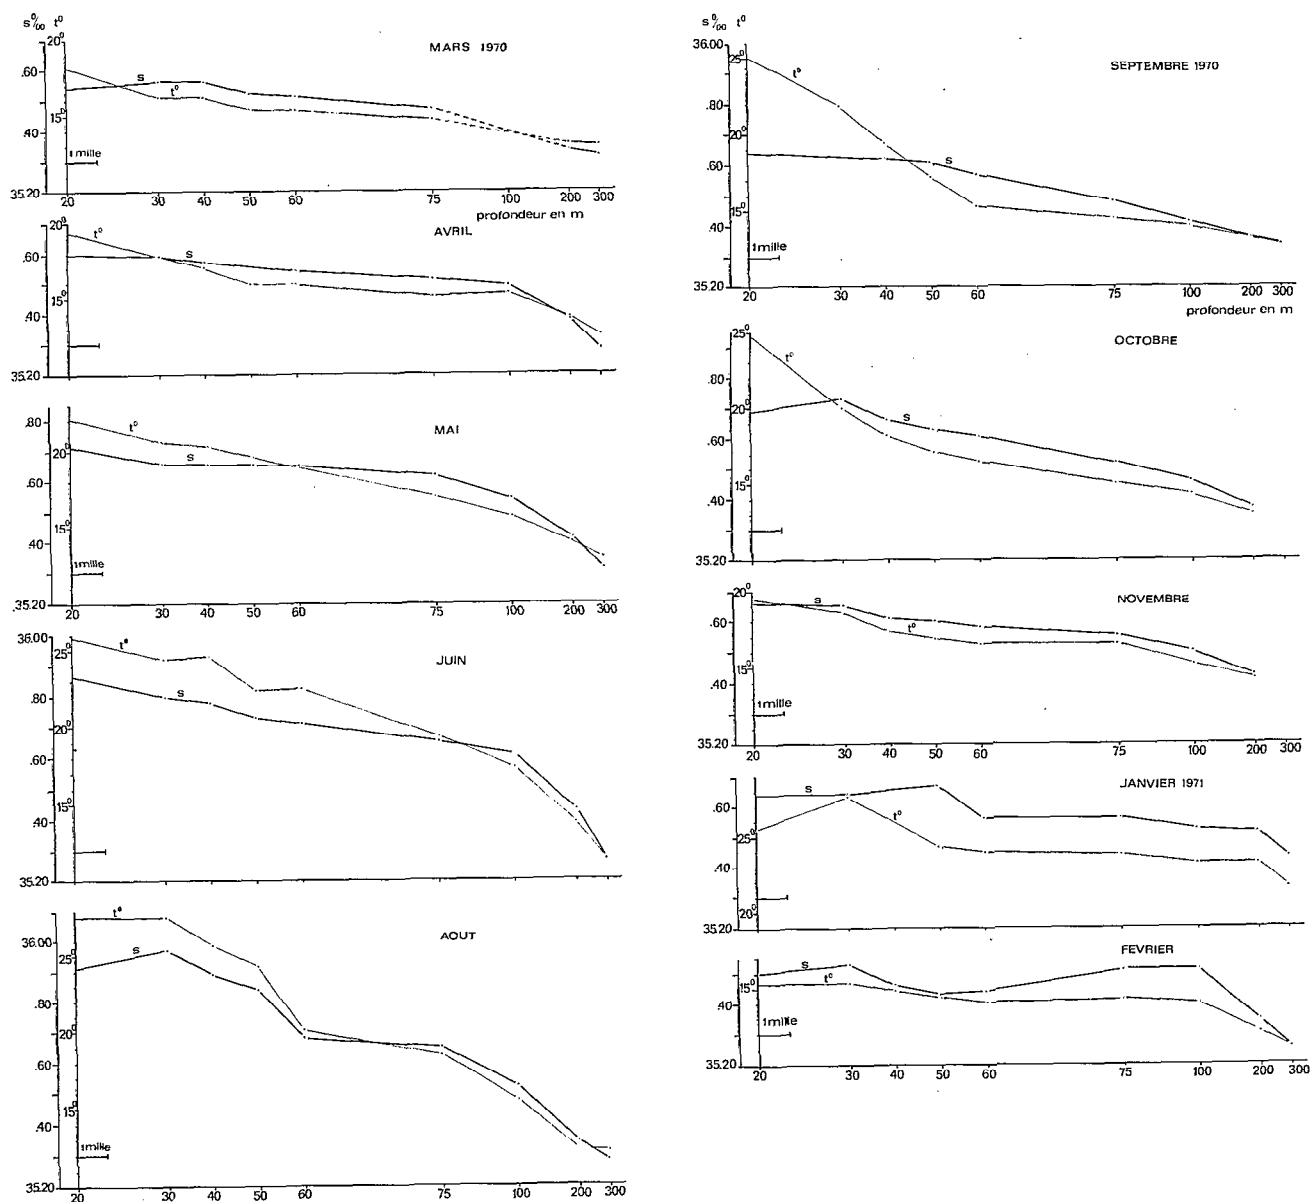 s‰ t°
MARS 1970
20°
.60
s
t°
15°
.40
1 mille
35.20
20 30 40 50 60 75 100 200 300
profondeur en m
AVRIL
20°
t°
.60
s
15°
.40
35.20
MAI
.80
t°
20°
s
.60
15°
.40
1 mille
35.20
20 30 40 50 60 75 100 200 300
36.00
t°
25°
JUIN
s
.80
20°
.60
15°
.40
35.20
t°
AOUT
36.00
s
25°
.80
20°
.60
15°
.40
1 mille
35.20
20 30 40 50 60 75 100 200 300
s‰ t°
36.00
25°
t°
SEPTEMBRE 1970
.80
20°
.60
s
15°
.40
1 mille
35.20
20 30 40 50 60 75 100 200 300
profondeur en m
25°
OCTOBRE
t°
.80
20°
s
.60
15°
.40
35.20
20°
s
NOVEMBRE
.60
t°
15°
.40
1 mille
35.20
20 30 40 50 60 75 100 200 300
JANVIER 1971
.60
s
t°
25°
.40
20°
35.20
FEVRIER
s
t°
15°
.40
1 mille
35.20
20 30 40 50 60 75 100 200 300